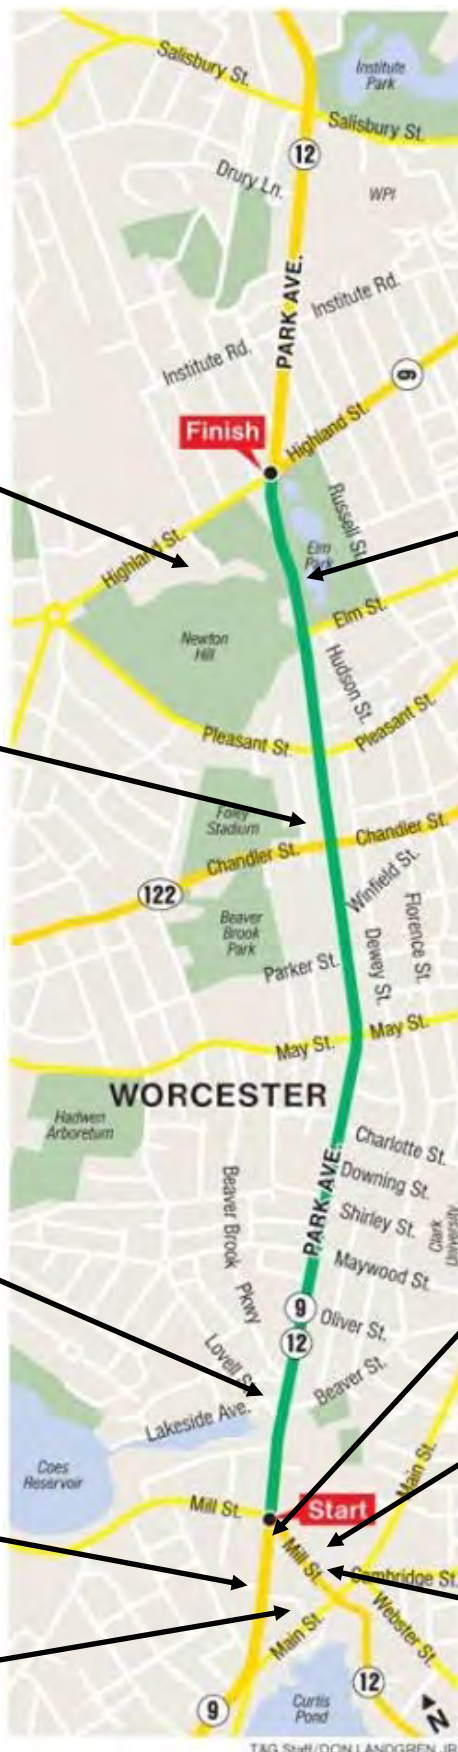 Salisbury St.
Institute
Park
Salisbury St.
12
Drury Ln.
WPI
PARK AVE.
Institute Rd.
Institute Rd.
9
Finish
Highland St.
Russell St.
Highland St.
Elm
Park
Elm St.
Newton
Hill
Hudson St.
Pleasant St.
Pleasant St.
Foley
Stadium
Chandler St.
Chandler St.
122
Winfield St.
Florence St.
Beaver
Brook
Park
Dewey St.
Parker St.
May St.
May St.
WORCESTER
Hadwen
Arboretum
Charlotte St.
PARK AVE.
Downing St.
Beaver Brook Pkwy
Shirley St.
Clark
University
Maywood St.
9
Oliver St.
12
Lovell S
Beaver St.
Lakeside Ave.
Main St.
Coes
Reservoir
Mill St.
Start
Mill St.
Cambridge St.
Main St.
Webster St.
12
9
Curtis
Pond
N
T&G Staff/DON LANDGREN JR.